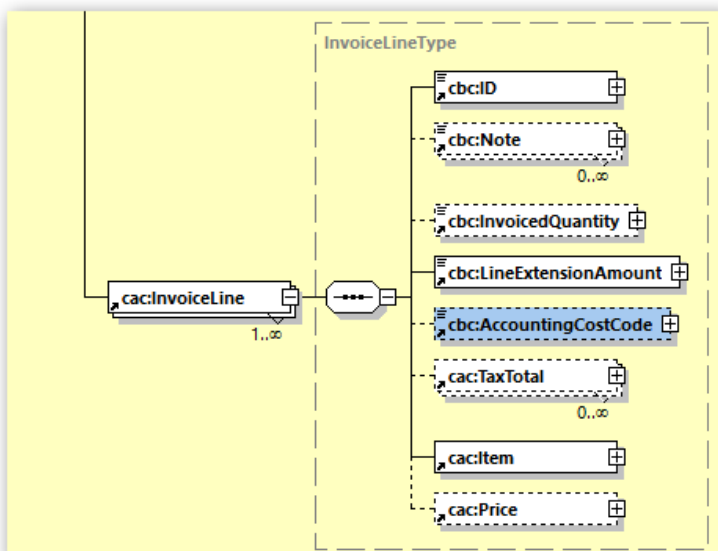 InvoiceLineType
cbc:ID
cbc:Note
0..∞
cbc:InvoicedQuantity
cbc:LineExtensionAmount
cac:InvoiceLine
1..∞
cbc:AccountingCostCode
cac:TaxTotal
0..∞
cac:Item
cac:Price